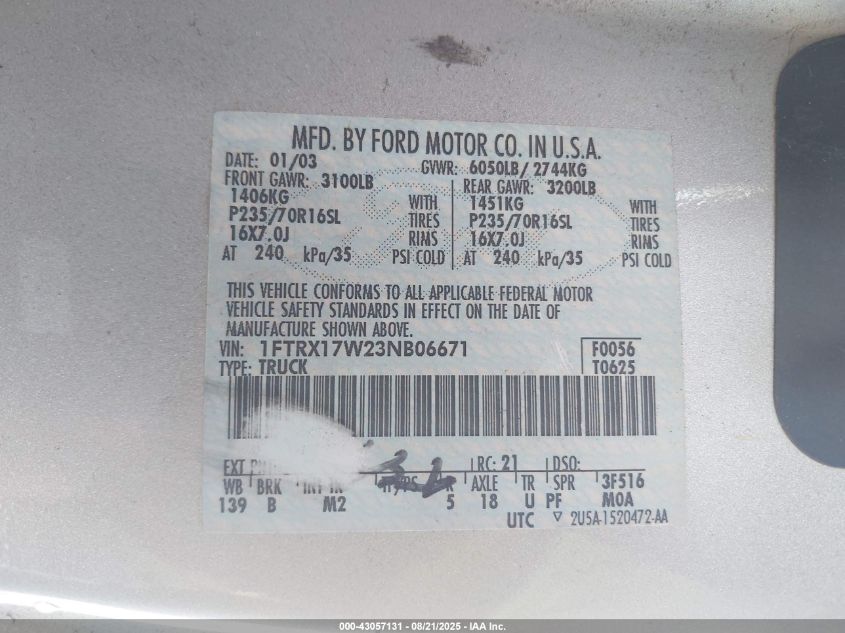 MFD. BY FORD MOTOR CO. IN U.S.A.
DATE: 01/03 GVWR: 6050LB/ 2744KG
FRONT GAWR: 3100LB REAR GAWR: 3200LB
1406KG WITH 1451KG WITH
P235/70R16SL TIRES P235/70R16SL TIRES
16X7.0J RIMS 16X7.0J RIMS
AT 240 kPa/35 PSI COLD AT 240 kPa/35 PSI COLD
THIS VEHICLE CONFORMS TO ALL APPLICABLE FEDERAL MOTOR
VEHICLE SAFETY STANDARDS IN EFFECT ON THE DATE OF
MANUFACTURE SHOWN ABOVE.
VIN: 1FTRX17W23NB06671 F0056
TYPE: TRUCK T0625
EXT RC: 21 DSO:
WB BRK INT TR R AXLE TR SPR 3F516
139 B M2 5 18 U PF M0A
UTC ▽ 2U5A-1520472-AA
000-43057131 - 08/21/2025 - IAA Inc.